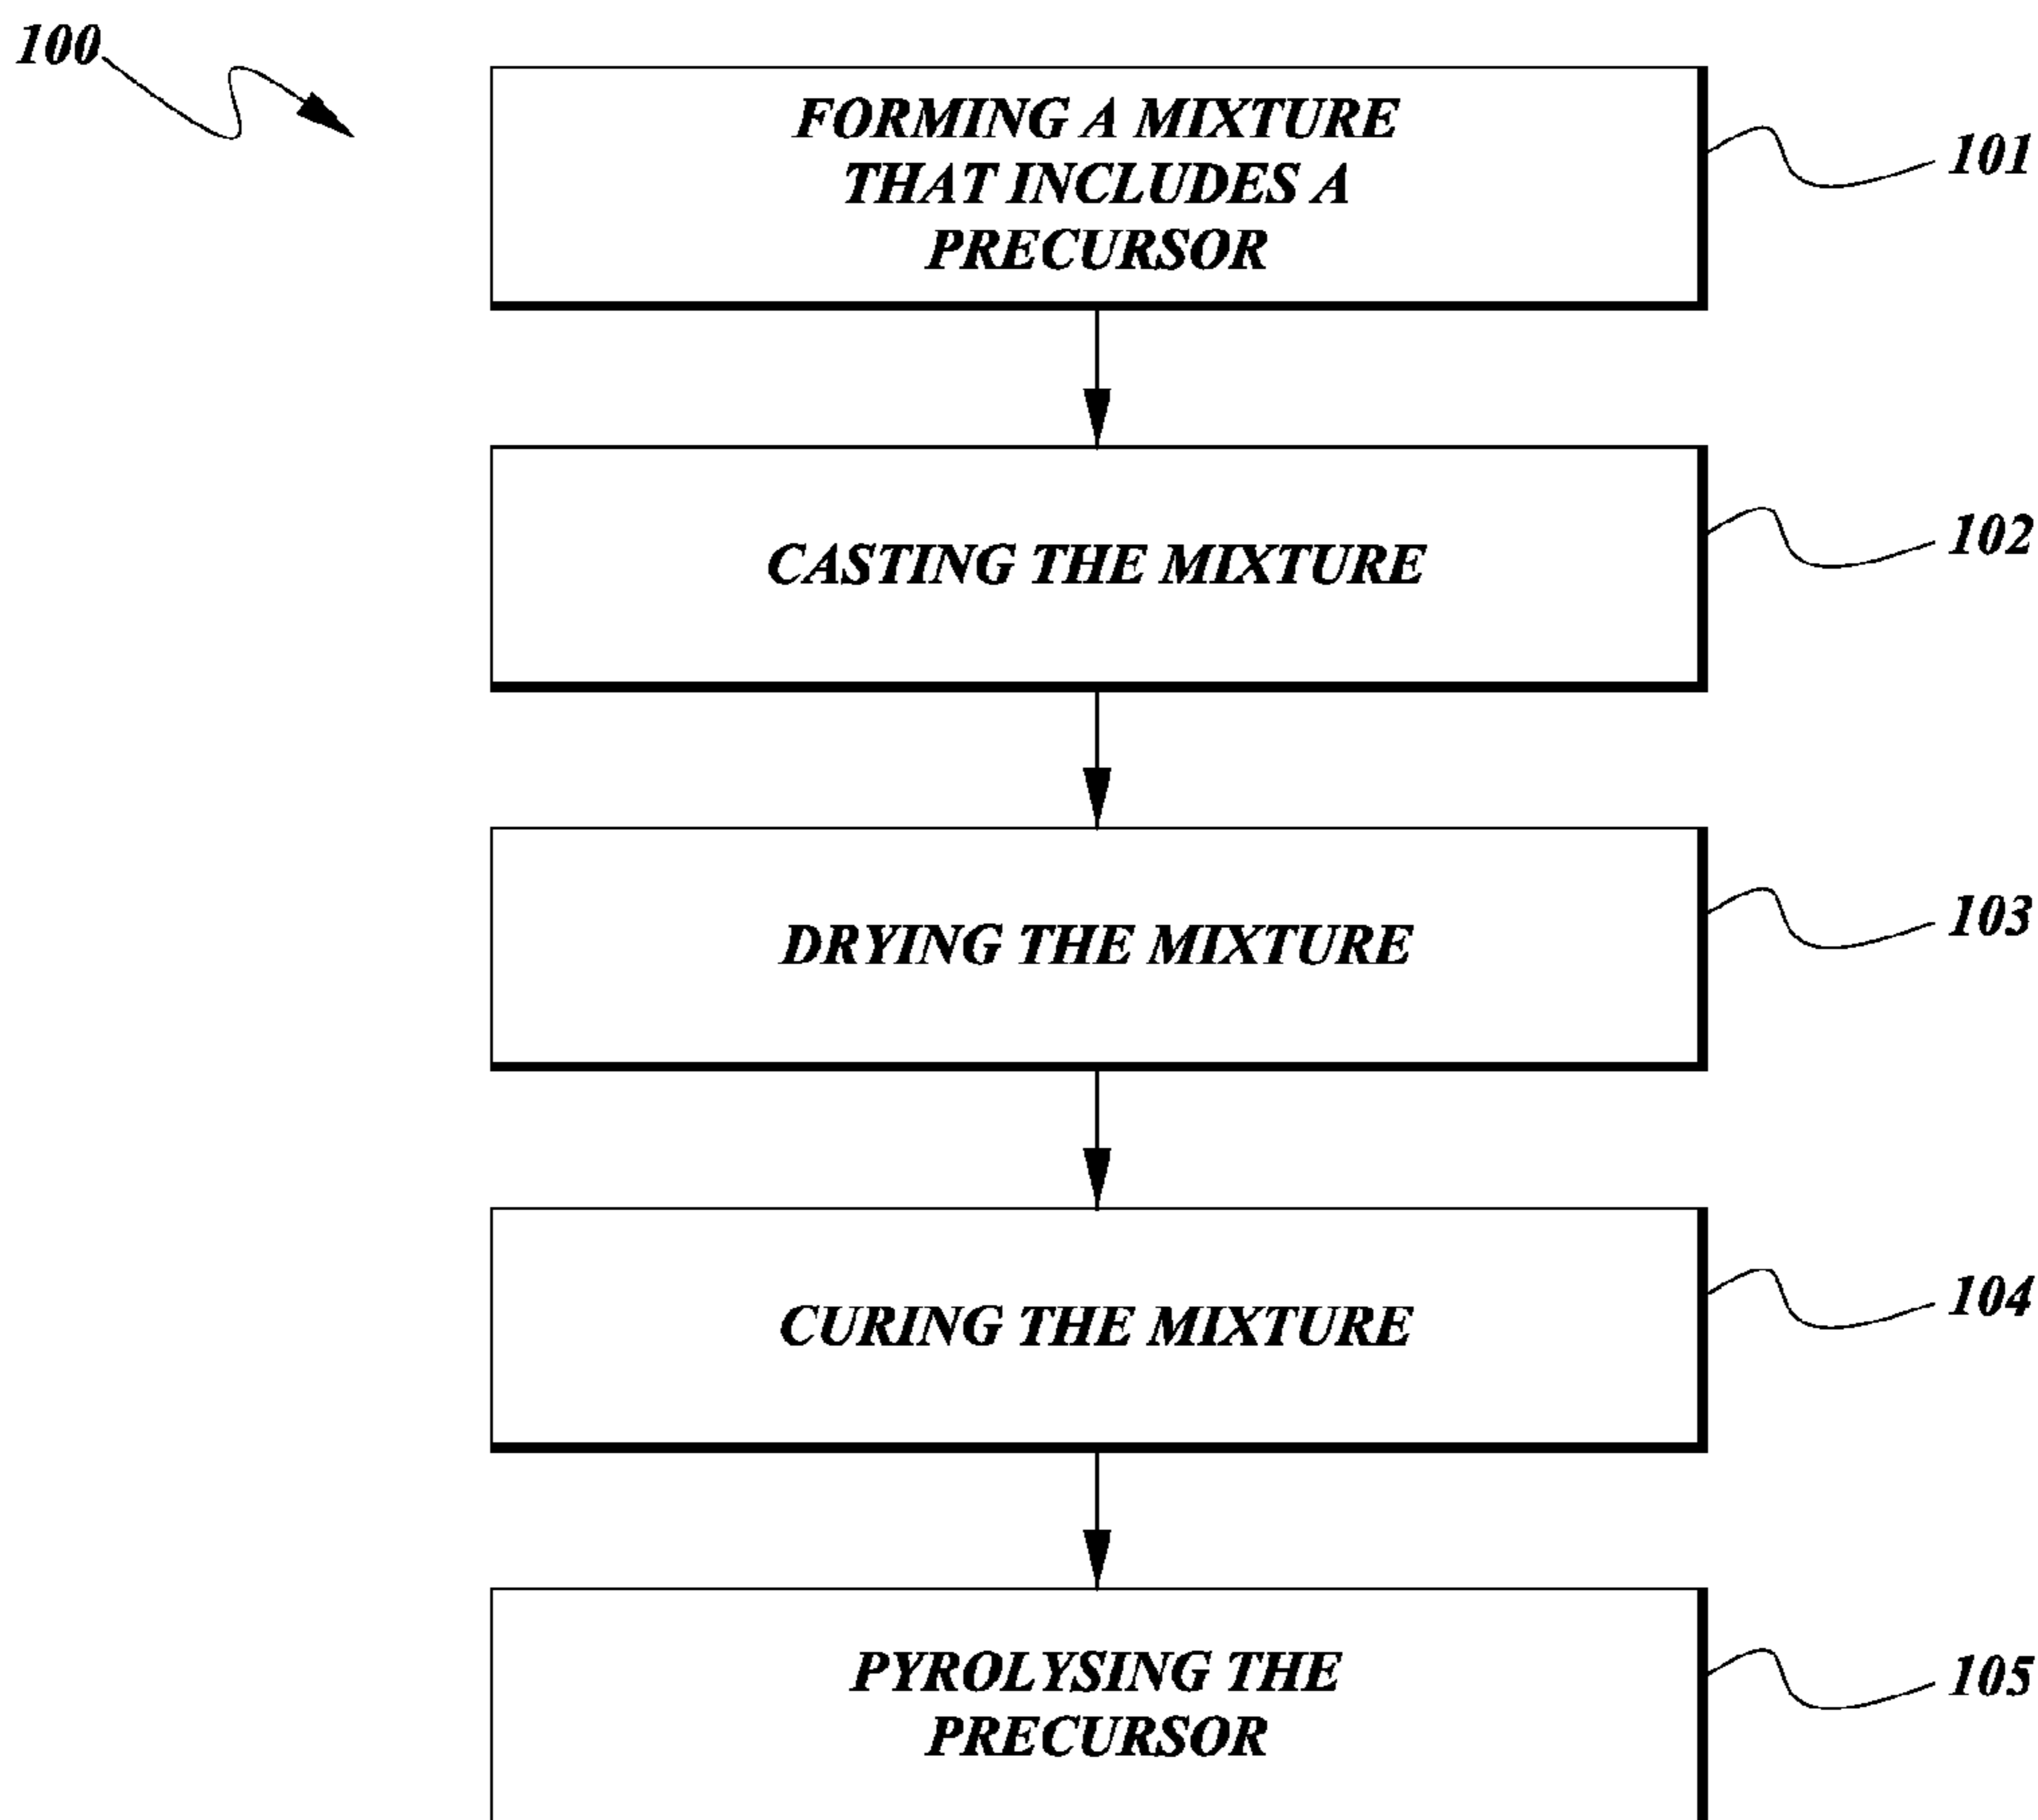 100
FORMING A MIXTURE
THAT INCLUDES A
PRECURSOR
101
CASTING THE MIXTURE
102
DRYING THE MIXTURE
103
CURING THE MIXTURE
104
PYROLYSING THE
PRECURSOR
105